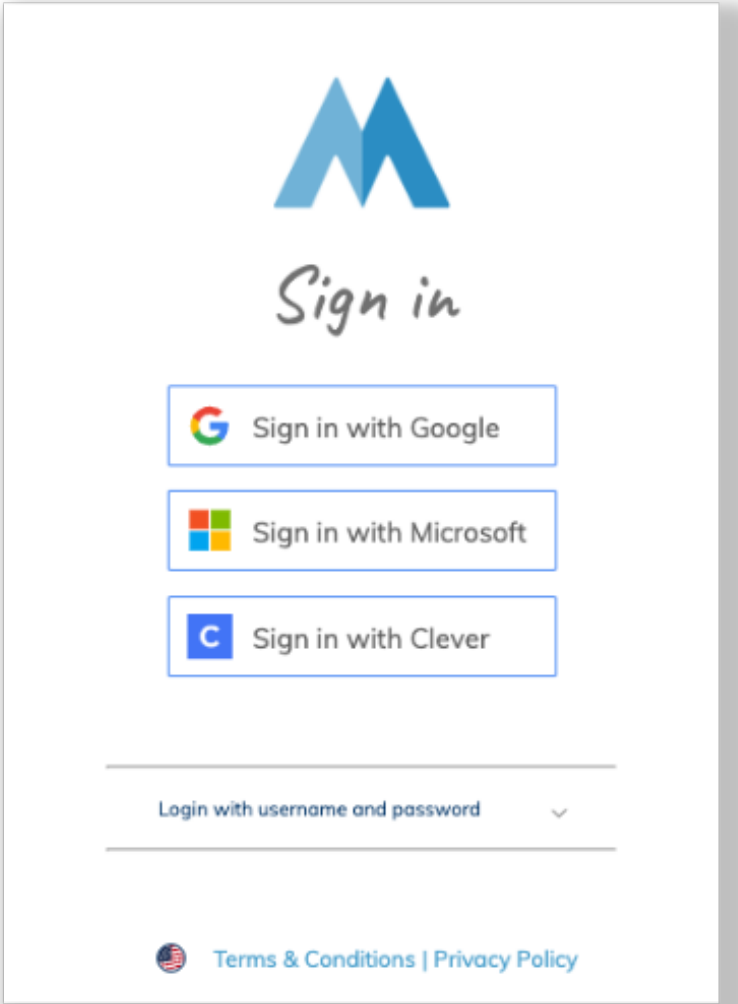 Sign in
Sign in with Google
Sign in with Microsoft
C Sign in with Clever
Login with username and password
Terms & Conditions | Privacy Policy